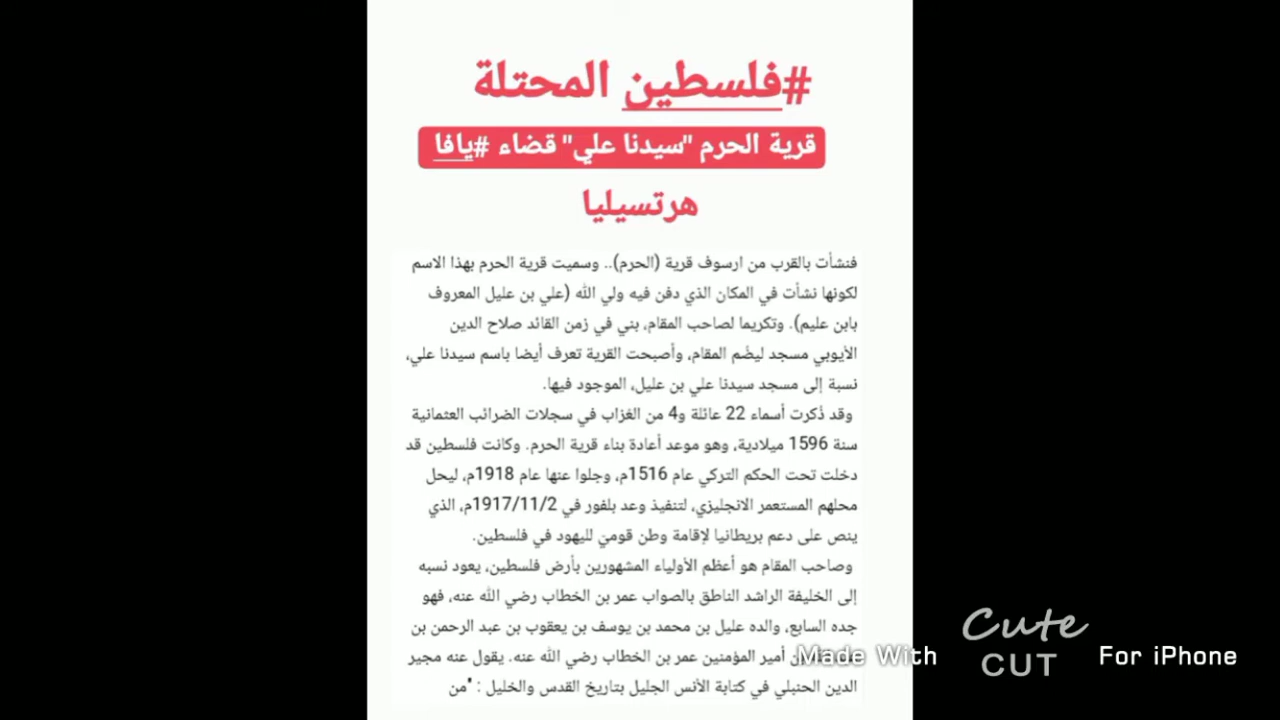 #فلسطين المحتلة
قرية الحرم "سيدنا علي" قضاء #يافا
هرتسيليا
فنشأت بالقرب من ارسوف قرية (الحرم).. وسميت قرية الحرم بهذا الاسم
لكونها نشأت في المكان الذي دفن فيه ولي الله (علي بن عليل المعروف
بابن عليم). وتكريما لصاحب المقام، بني في زمن القائد صلاح الدين
الأيوبي مسجد ليضُم المقام، وأصبحت القرية تعرف أيضا باسم سيدنا علي،
نسبة إلى مسجد سيدنا علي بن عليل، الموجود فيها.
وقد ذُكرت أسماء 22 عائلة و4 من الغزاب في سجلات الضرائب العثمانية
سنة 1596 ميلادية، وهو موعد أعادة بناء قرية الحرم. وكانت فلسطين قد
دخلت تحت الحكم التركي عام 1516م، وجلوا عنها عام 1918م، ليحل
محلهم المستعمر الانجليزي، لتنفيذ وعد بلفور في 1917/11/2م، الذي
ينص على دعم بريطانيا لإقامة وطن قوميَ لليهود في فلسطين.
وصاحب المقام هو أعظم الأولياء المشهورين بأرض فلسطين، يعود نسبه
إلى الخليفة الراشد الناطق بالصواب عمر بن الخطاب رضي الله عنه، فهو
جده السابع، والده عليل بن محمد بن يوسف بن يعقوب بن عبد الرحمن بن
أمير المؤمنين عمر بن الخطاب رضي الله عنه. يقول عنه مجير
الدين الحنبلي في كتابة الأنس الجليل بتاريخ القدس والخليل : "من
Made With Cute CUT For iPhone